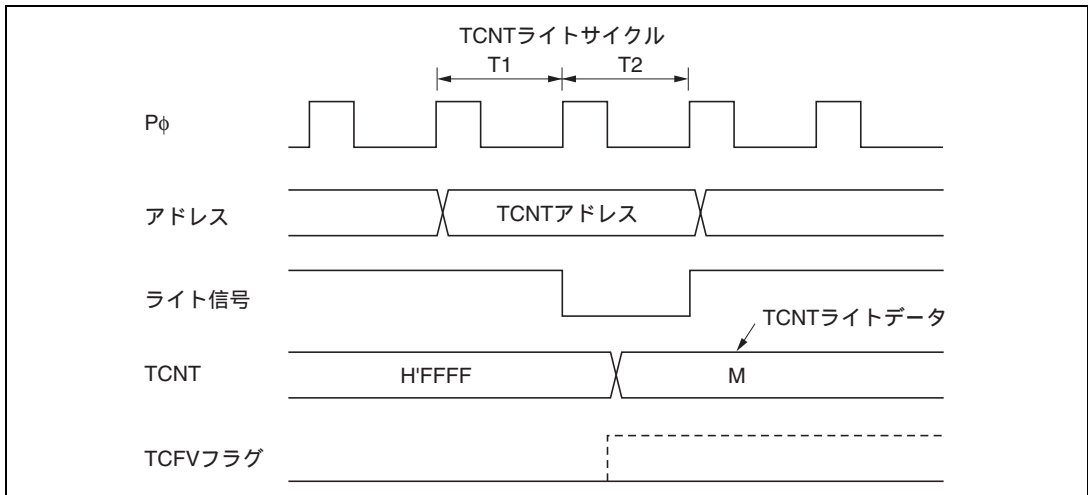 TCNTライトサイクル
T1 T2
Pφ
アドレス TCNTアドレス
ライト信号
TCNTライトデータ
TCNT H'FFFF M
TCFVフラグ